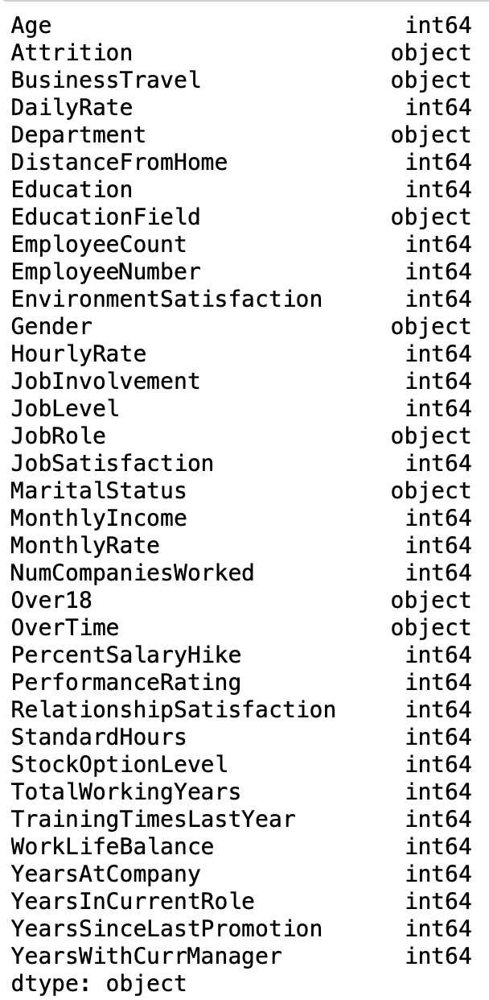 Age int64
Attrition object
BusinessTravel object
DailyRate int64
Department object
DistanceFromHome int64
Education int64
EducationField object
EmployeeCount int64
EmployeeNumber int64
EnvironmentSatisfaction int64
Gender object
HourlyRate int64
JobInvolvement int64
JobLevel int64
JobRole object
JobSatisfaction int64
MaritalStatus object
MonthlyIncome int64
MonthlyRate int64
NumCompaniesWorked int64
Over18 object
OverTime object
PercentSalaryHike int64
PerformanceRating int64
RelationshipSatisfaction int64
StandardHours int64
StockOptionLevel int64
TotalWorkingYears int64
TrainingTimesLastYear int64
WorkLifeBalance int64
YearsAtCompany int64
YearsInCurrentRole int64
YearsSinceLastPromotion int64
YearsWithCurrManager int64
dtype: object